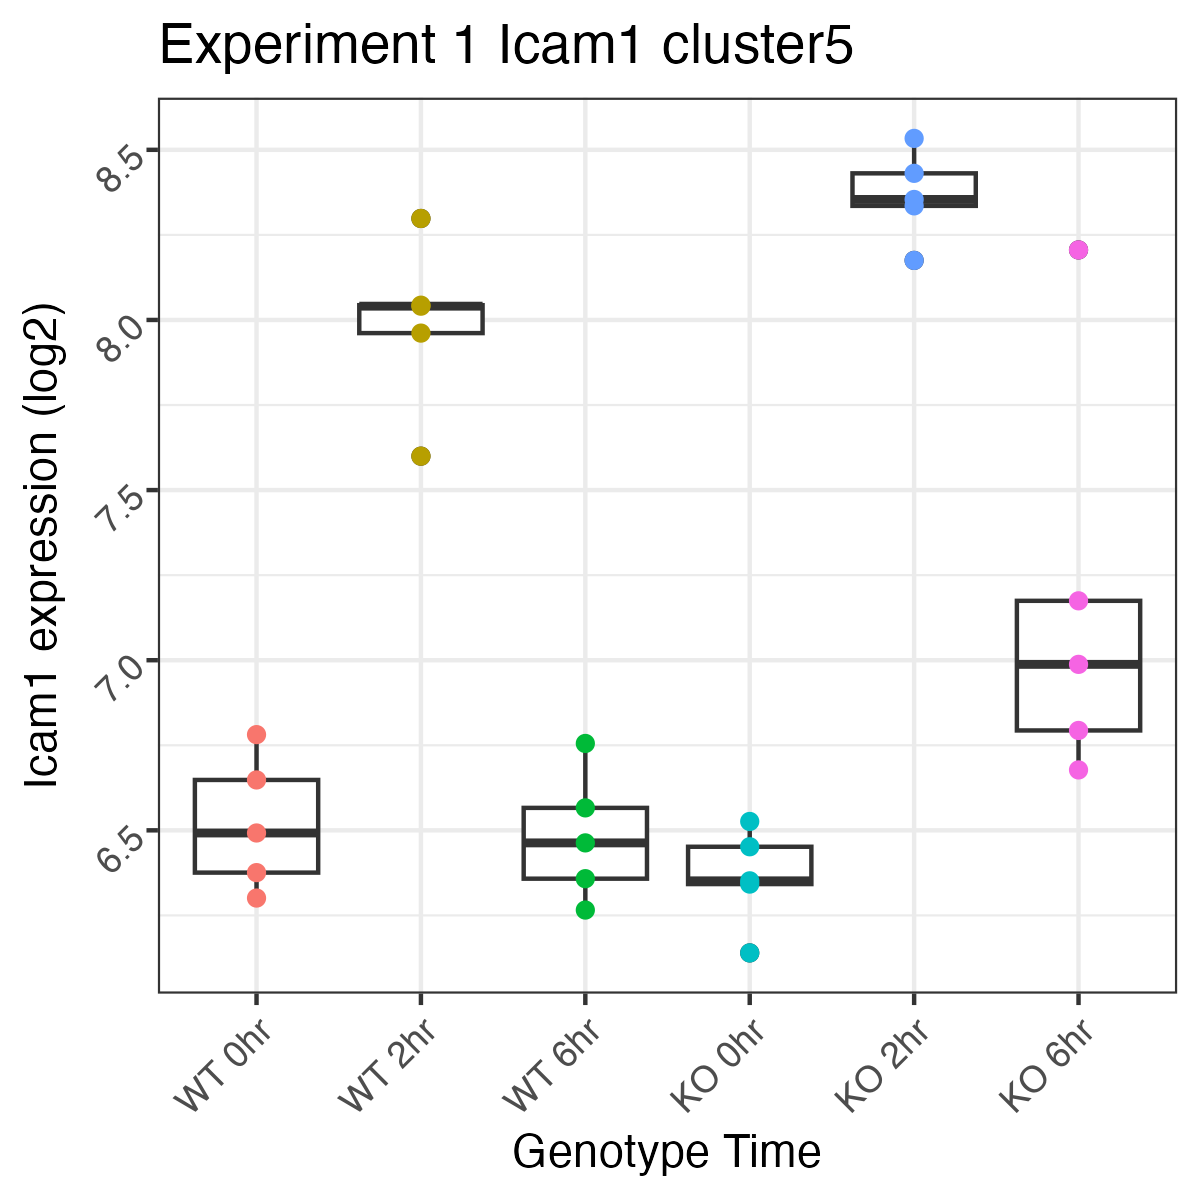 Experiment 1 Icam1 cluster5
Icam1 expression (log2)
8.5
8.0
7.5
7.0
6.5
WT 0hr
WT 2hr
WT 6hr
KO 0hr
KO 2hr
KO 6hr
Genotype Time